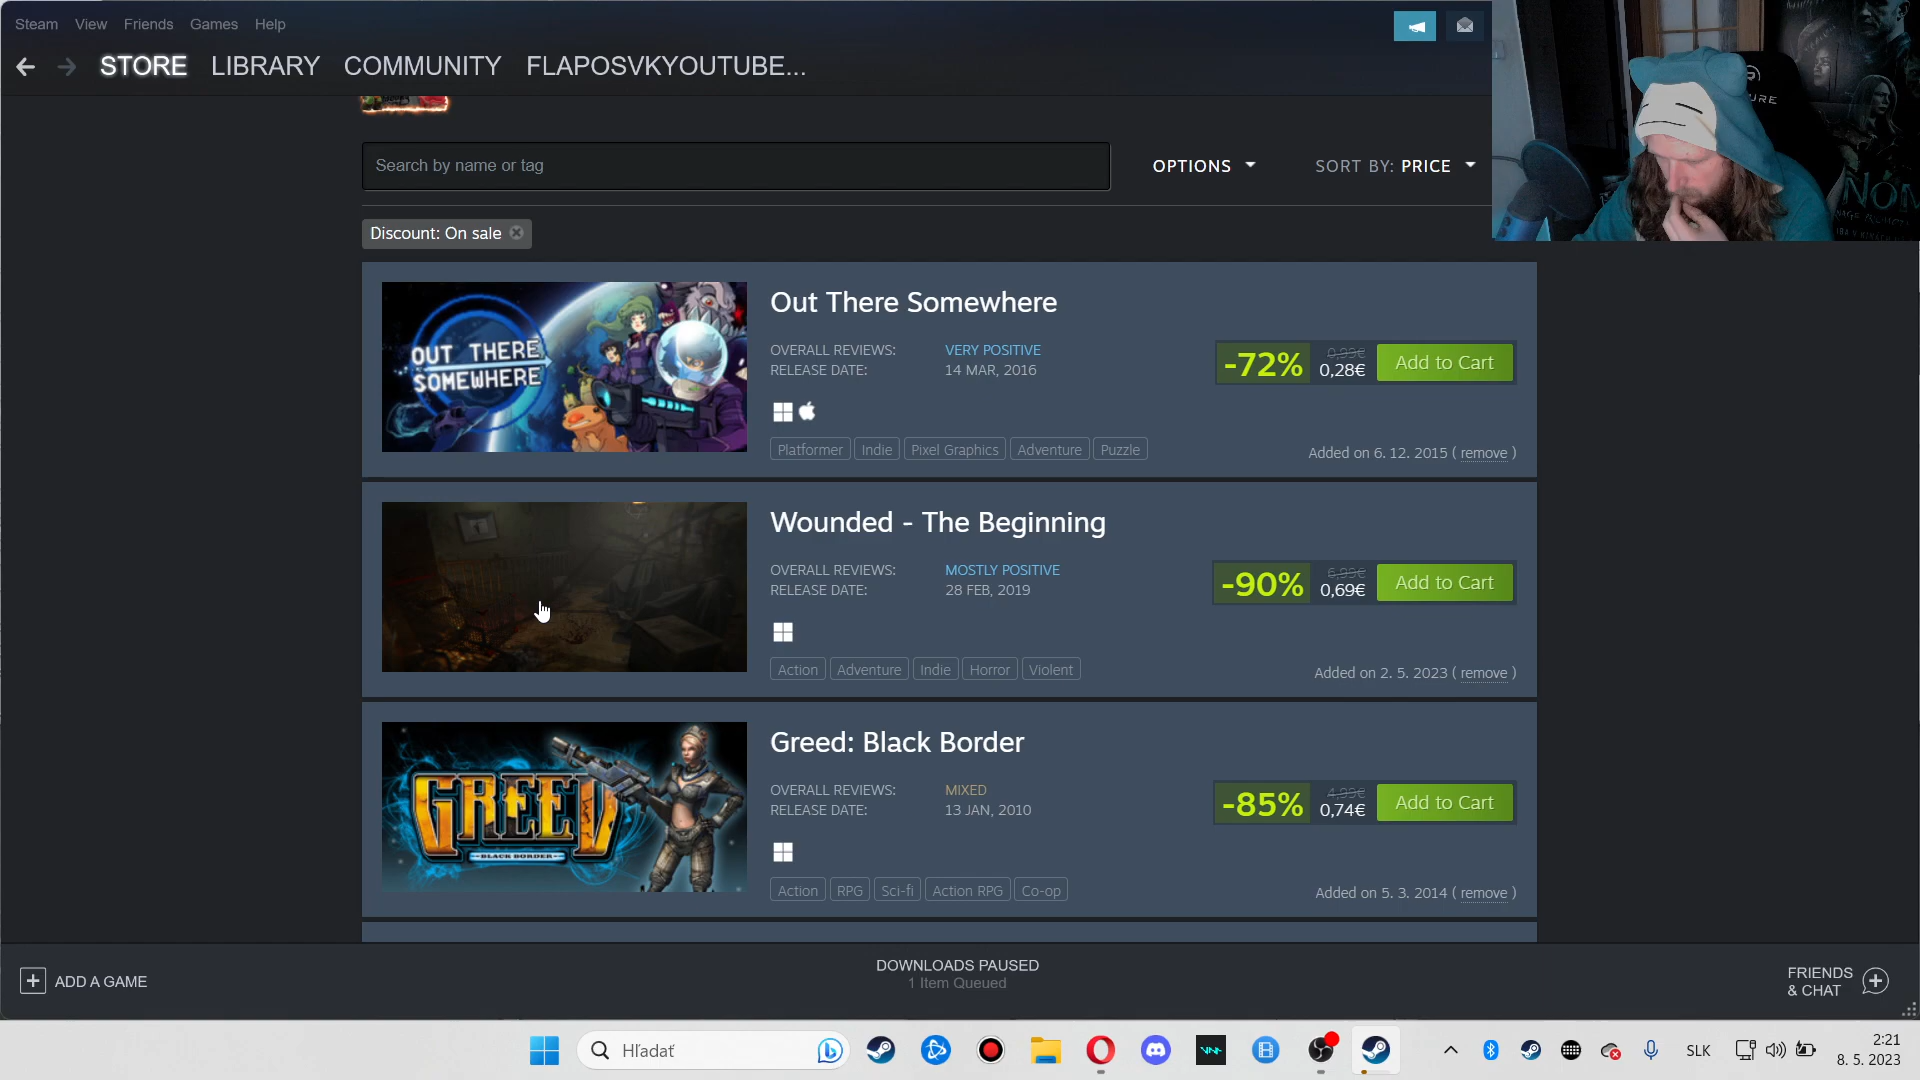 Steam View Friends Games Help
STORE LIBRARY COMMUNITY FLAPOSVKYOUTUBE...
Search by name or tag
OPTIONS
SORT BY: PRICE
Discount: On sale
OUT THERE SOMEWHERE
Out There Somewhere
OVERALL REVIEWS: VERY POSITIVE
RELEASE DATE: 14 MAR, 2016
-72% 0,99€ 0,28€ Add to Cart
Platformer Indie Pixel Graphics Adventure Puzzle
Added on 6. 12. 2015 ( remove )
Wounded - The Beginning
OVERALL REVIEWS: MOSTLY POSITIVE
RELEASE DATE: 28 FEB, 2019
-90% 6,99€ 0,69€ Add to Cart
Action Adventure Indie Horror Violent
Added on 2. 5. 2023 ( remove )
GREED
BLACK BORDER
Greed: Black Border
OVERALL REVIEWS: MIXED
RELEASE DATE: 13 JAN, 2010
-85% 4,99€ 0,74€ Add to Cart
Action RPG Sci-fi Action RPG Co-op
Added on 5. 3. 2014 ( remove )
ADD A GAME
DOWNLOADS PAUSED
1 Item Queued
FRIENDS
& CHAT
Hľadať
SLK
2:21
8. 5. 2023